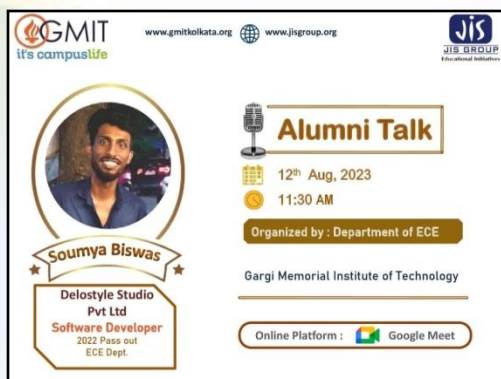 GMIT
it's campuslife
www.gmitkolkata.org
www.jisgroup.org
JIS
JIS GROUP
Educational Initiatives
Alumni Talk
12th Aug, 2023
11:30 AM
Organized by : Department of ECE
Soumya Biswas
Delostyle Studio
Pvt Ltd
Software Developer
2022 Pass out
ECE Dept.
Gargi Memorial Institute of Technology
Online Platform : Google Meet